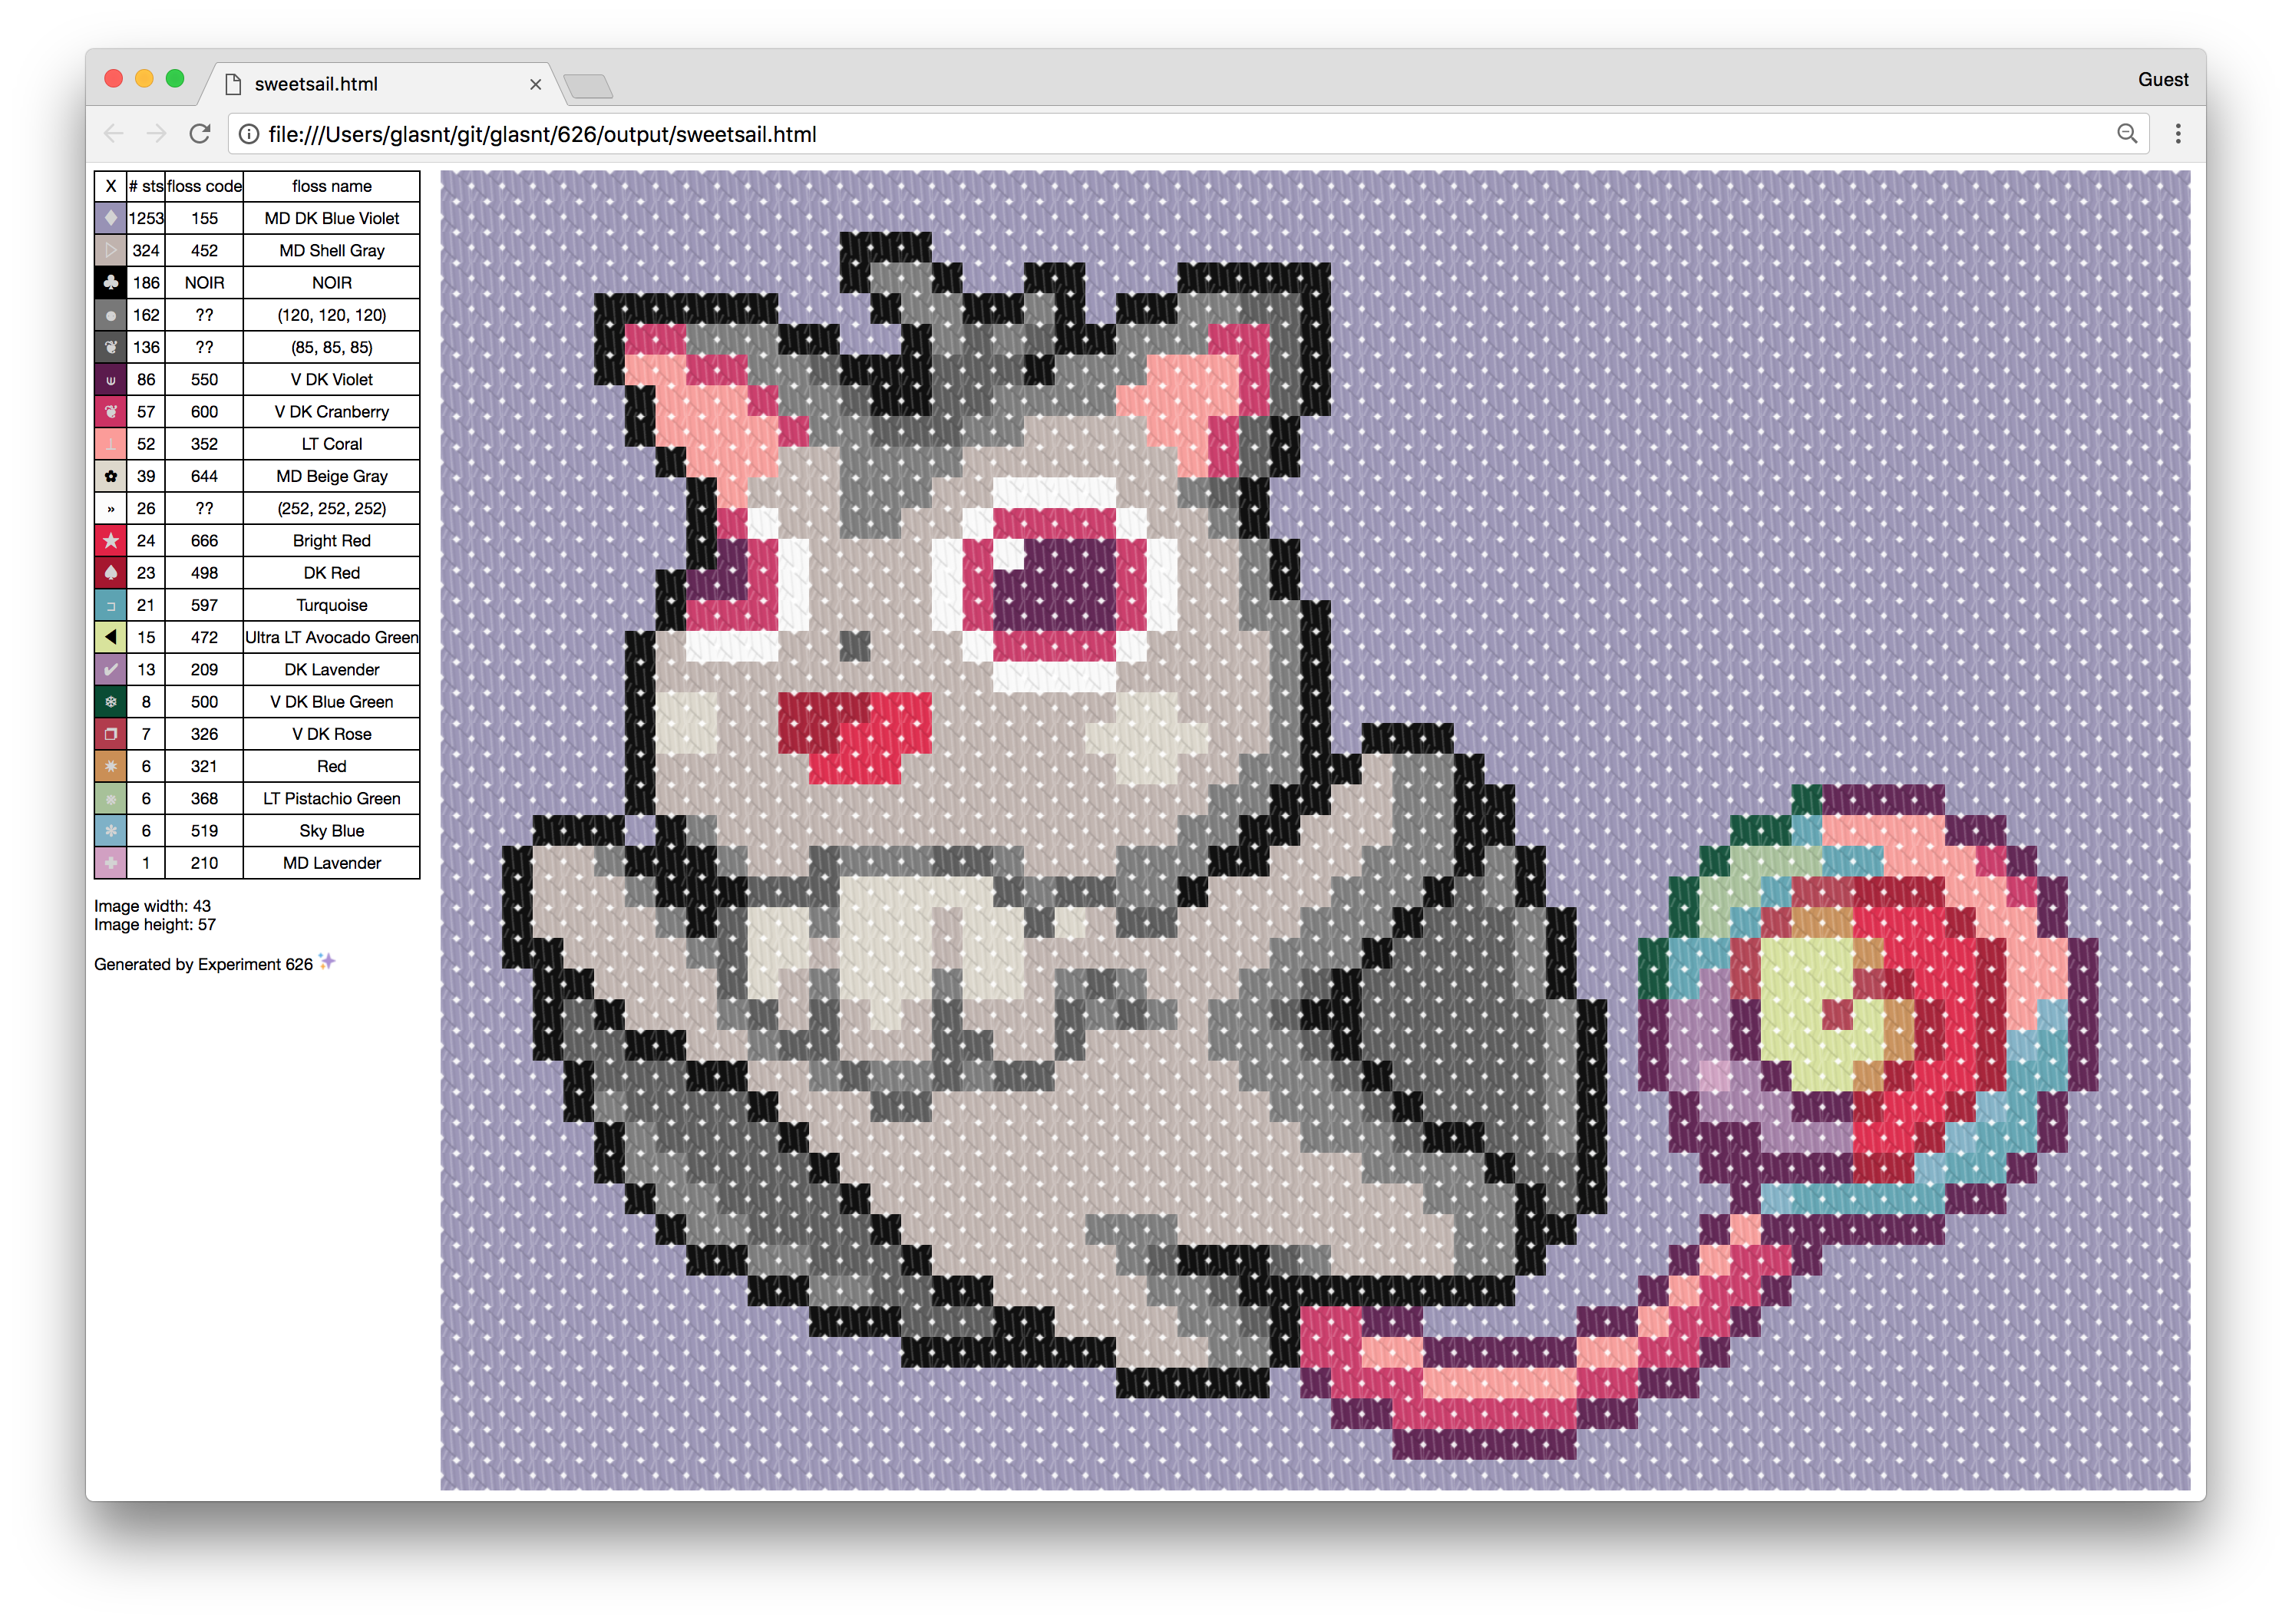 sweetsail.html
Guest
file:///Users/glasnt/git/glasnt/626/output/sweetsail.html
X # sts floss code floss name
1253 155 MD DK Blue Violet
324 452 MD Shell Gray
186 NOIR NOIR
162 ?? (120, 120, 120)
136 ?? (85, 85, 85)
86 550 V DK Violet
57 600 V DK Cranberry
52 352 LT Coral
39 644 MD Beige Gray
» 26 ?? (252, 252, 252)
24 666 Bright Red
23 498 DK Red
21 597 Turquoise
15 472 Ultra LT Avocado Green
13 209 DK Lavender
8 500 V DK Blue Green
7 326 V DK Rose
6 321 Red
6 368 LT Pistachio Green
6 519 Sky Blue
1 210 MD Lavender
Image width: 43
Image height: 57
Generated by Experiment 626